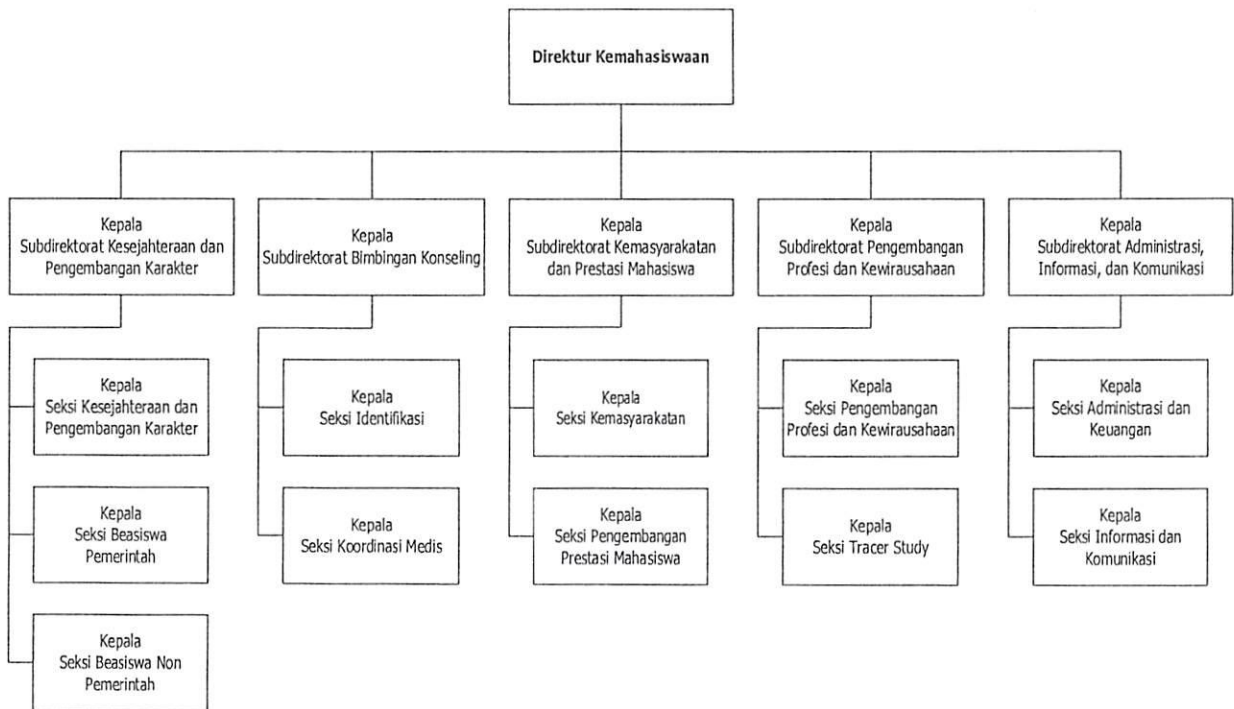 Direktur Kemahasiswaan
Kepala
Subdirektorat Kesejahteraan dan
Pengembangan Karakter
Kepala
Subdirektorat Bimbingan Konseling
Kepala
Subdirektorat Kemasyarakatan
dan Prestasi Mahasiswa
Kepala
Subdirektorat Pengembangan
Profesi dan Kewirausahaan
Kepala
Subdirektorat Administrasi,
Informasi, dan Komunikasi
Kepala
Seksi Kesejahteraan dan
Pengembangan Karakter
Kepala
Seksi Identifikasi
Kepala
Seksi Kemasyarakatan
Kepala
Seksi Pengembangan
Profesi dan Kewirausahaan
Kepala
Seksi Administrasi dan
Keuangan
Kepala
Seksi Beasiswa
Pemerintah
Kepala
Seksi Koordinasi Medis
Kepala
Seksi Pengembangan
Prestasi Mahasiswa
Kepala
Seksi Tracer Study
Kepala
Seksi Informasi dan
Komunikasi
Kepala
Seksi Beasiswa Non
Pemerintah